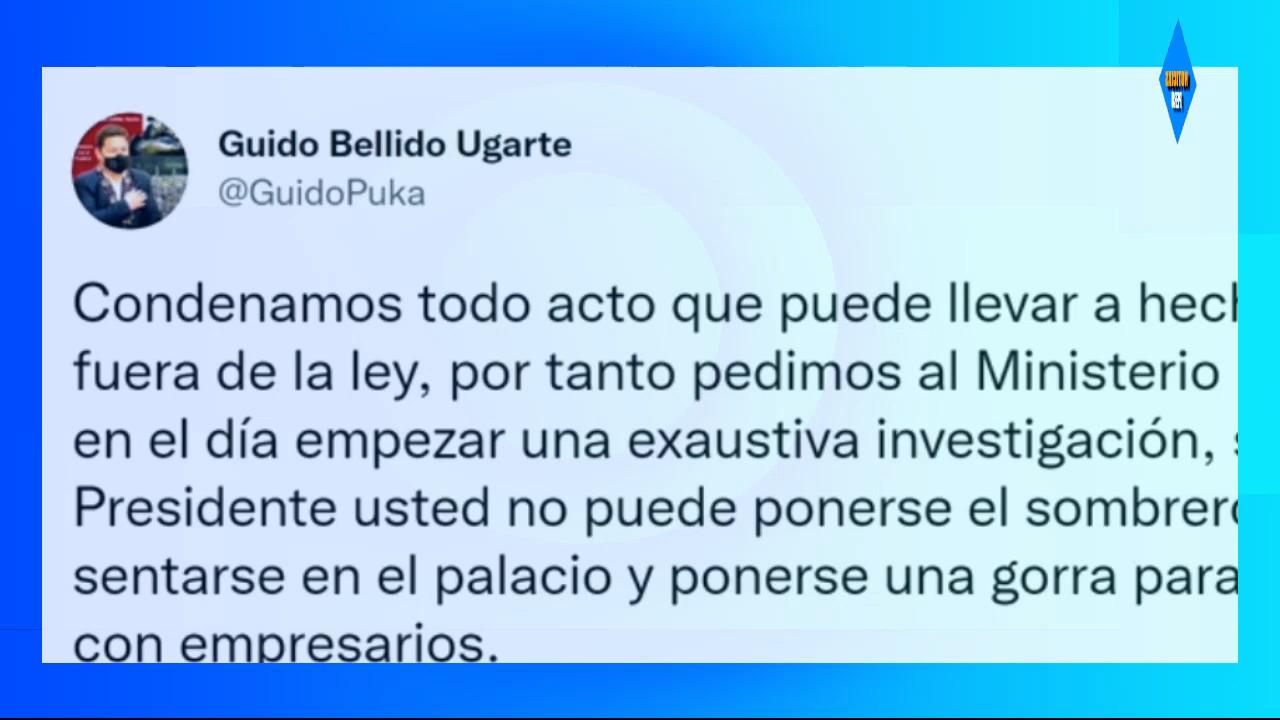 Guido Bellido Ugarte
@GuidoPuka
Condenamos todo acto que puede llevar a
fuera de la ley, por tanto pedimos al Ministerio
en el día empezar una exaustiva investigación,
Presidente usted no puede ponerse el
sentarse en el palacio y ponerse una gorra para
con empresarios.